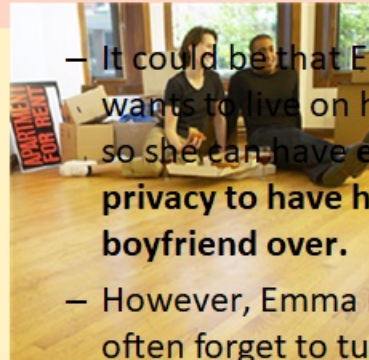 – It could be that E
wants to live on h
so she can have e
privacy to have h
boyfriend over.
– However, Emma
often forget to tu
APARTMENT
FOR RENT